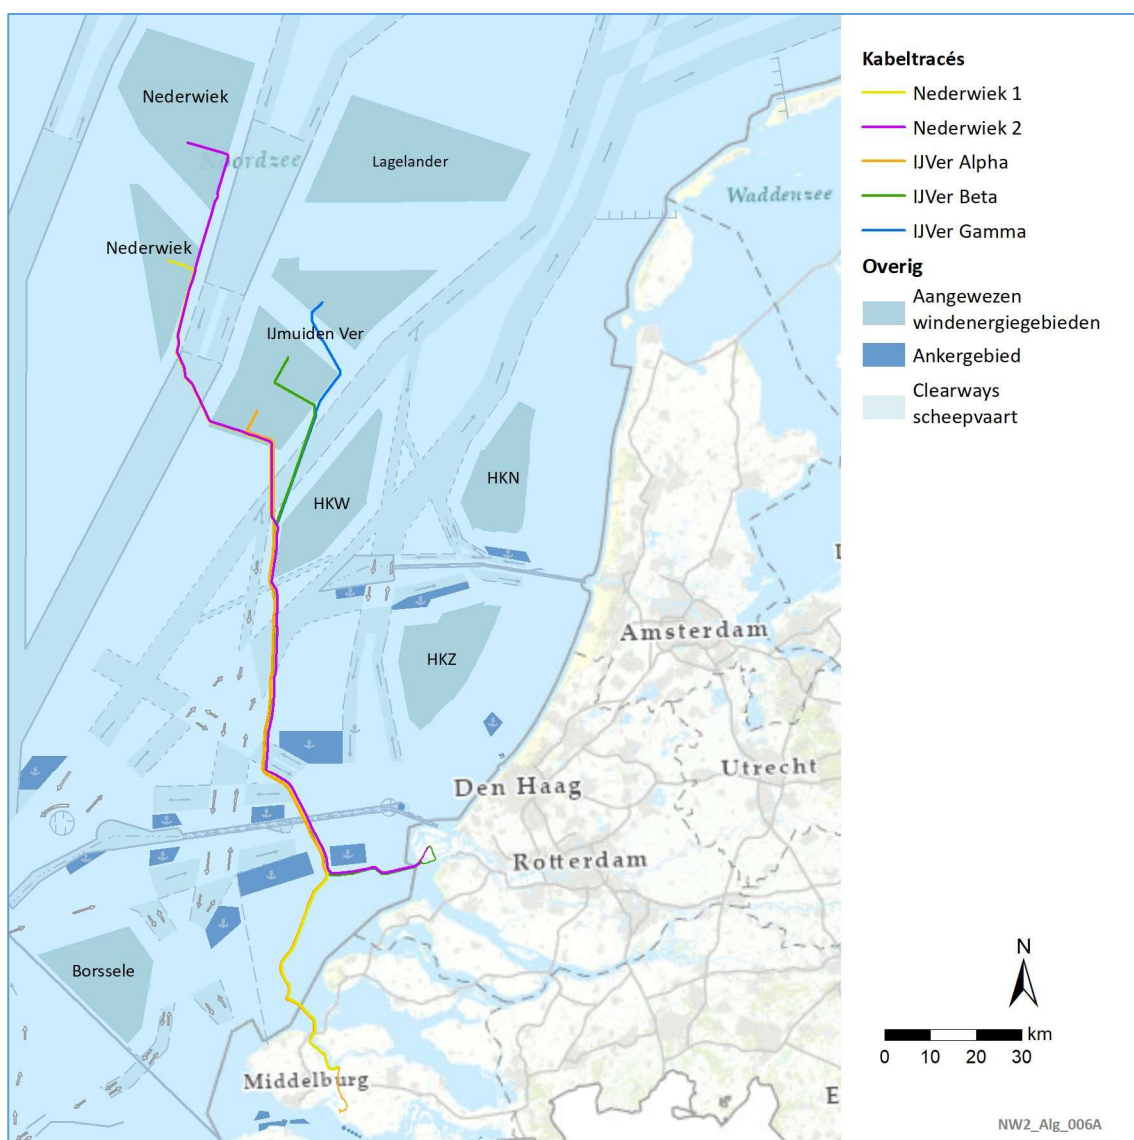 Nederwiek
Noordzee
Lagelander
Waddenzee
Nederwiek
IJmuiden Ver
HKN
HKW
Amsterdam
HKZ
Utrecht
Den Haag
Rotterdam
Borssele
Middelburg
Kabeltracés
Nederwiek 1
Nederwiek 2
IJVer Alpha
IJVer Beta
IJVer Gamma
Overig
Aangewezen
windenergiegebieden
Ankergebied
Clearways
scheepvaart
N
km
0 10 20 30
NW2_Alg_006A